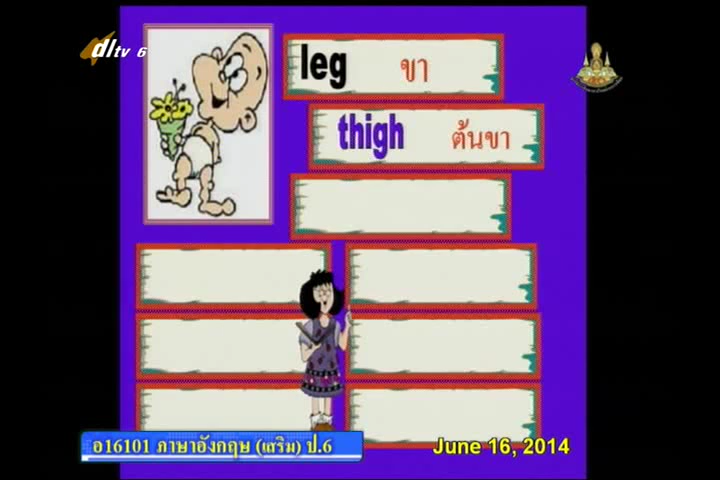 dltv 6
leg ขา
thigh ต้นขา
อ16101 ภาษาอังกฤษ (เสริม) ป.6
June 16, 2014